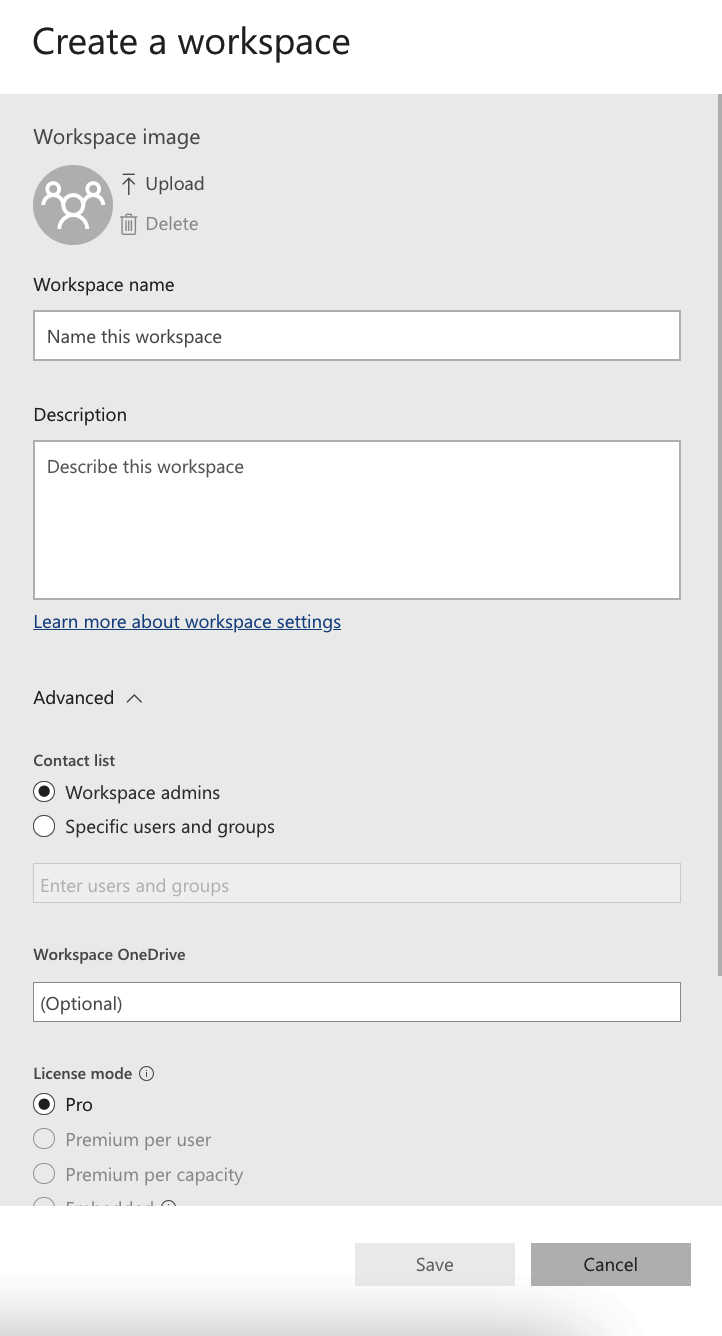 Create a workspace
Workspace image
Upload
Delete
Workspace name
Name this workspace
Description
Describe this workspace
Learn more about workspace settings
Advanced
Contact list
Workspace admins
Specific users and groups
Enter users and groups
Workspace OneDrive
(Optional)
License mode
Pro
Premium per user
Premium per capacity
Embedded
Save
Cancel